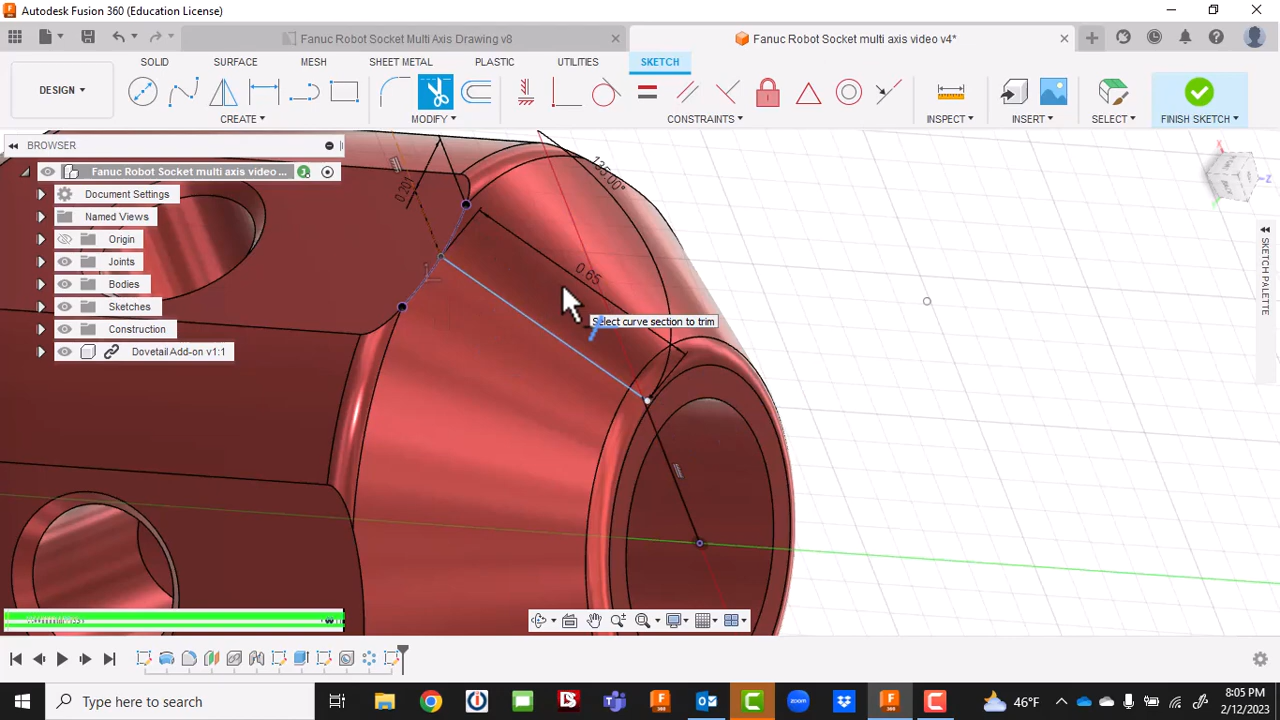 Autodesk Fusion 360 (Education License)
Fanuc Robot Socket Multi Axis Drawing v8
Fanuc Robot Socket multi axis video v4*
SOLID
SURFACE
MESH
SHEET METAL
PLASTIC
UTILITIES
SKETCH
DESIGN
CREATE
MODIFY
CONSTRAINTS
INSPECT
INSERT
SELECT
FINISH SKETCH
BROWSER
Fanuc Robot Socket multi axis video ...
Document Settings
Named Views
Origin
Joints
Bodies
Sketches
Construction
Dovetail Add-on v1:1
0.201
135.00°
0.65
Select curve section to trim
SKETCH PALETTE
Type here to search
46°F
8:05 PM
2/12/2023